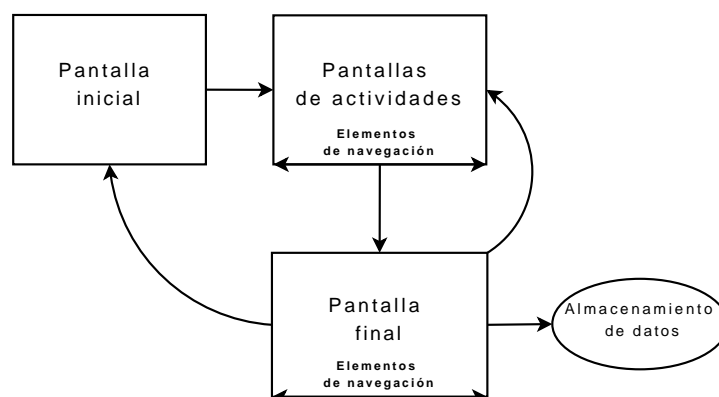 Pantalla
inicial
Pantallas
de actividades
Elementos
de navegación
Pantalla
final
Elementos
de navegación
Almacenamiento
de datos